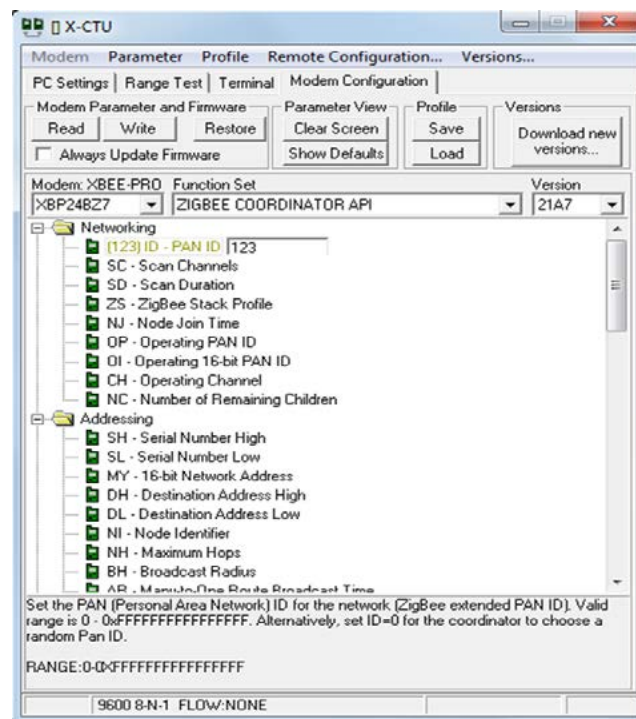 X-CTU
Modem Parameter Profile Remote Configuration... Versions...
PC Settings Range Test Terminal Modem Configuration
Modem Parameter and Firmware Parameter View Profile Versions
Read Write Restore Clear Screen Save Download new versions...
Always Update Firmware Show Defaults Load
Modem: XBEE-PRO Function Set Version
XBP24BZ7 ZIGBEE COORDINATOR API 21A7
Networking
(123) ID - PAN ID 123
SC - Scan Channels
SD - Scan Duration
ZS - ZigBee Stack Profile
NJ - Node Join Time
OP - Operating PAN ID
OI - Operating 16-bit PAN ID
CH - Operating Channel
NC - Number of Remaining Children
Addressing
SH - Serial Number High
SL - Serial Number Low
MY - 16-bit Network Address
DH - Destination Address High
DL - Destination Address Low
NI - Node Identifier
NH - Maximum Hops
BH - Broadcast Radius
AR - Many-to-One Route Broadcast Time
Set the PAN (Personal Area Network) ID for the network (ZigBee extended PAN ID). Valid
range is 0 - 0xFFFFFFFFFFFFFFFF. Alternatively, set ID=0 for the coordinator to choose a
random Pan ID.
RANGE:0-0XFFFFFFFFFFFFFFFF
9600 8-N-1 FLOW:NONE